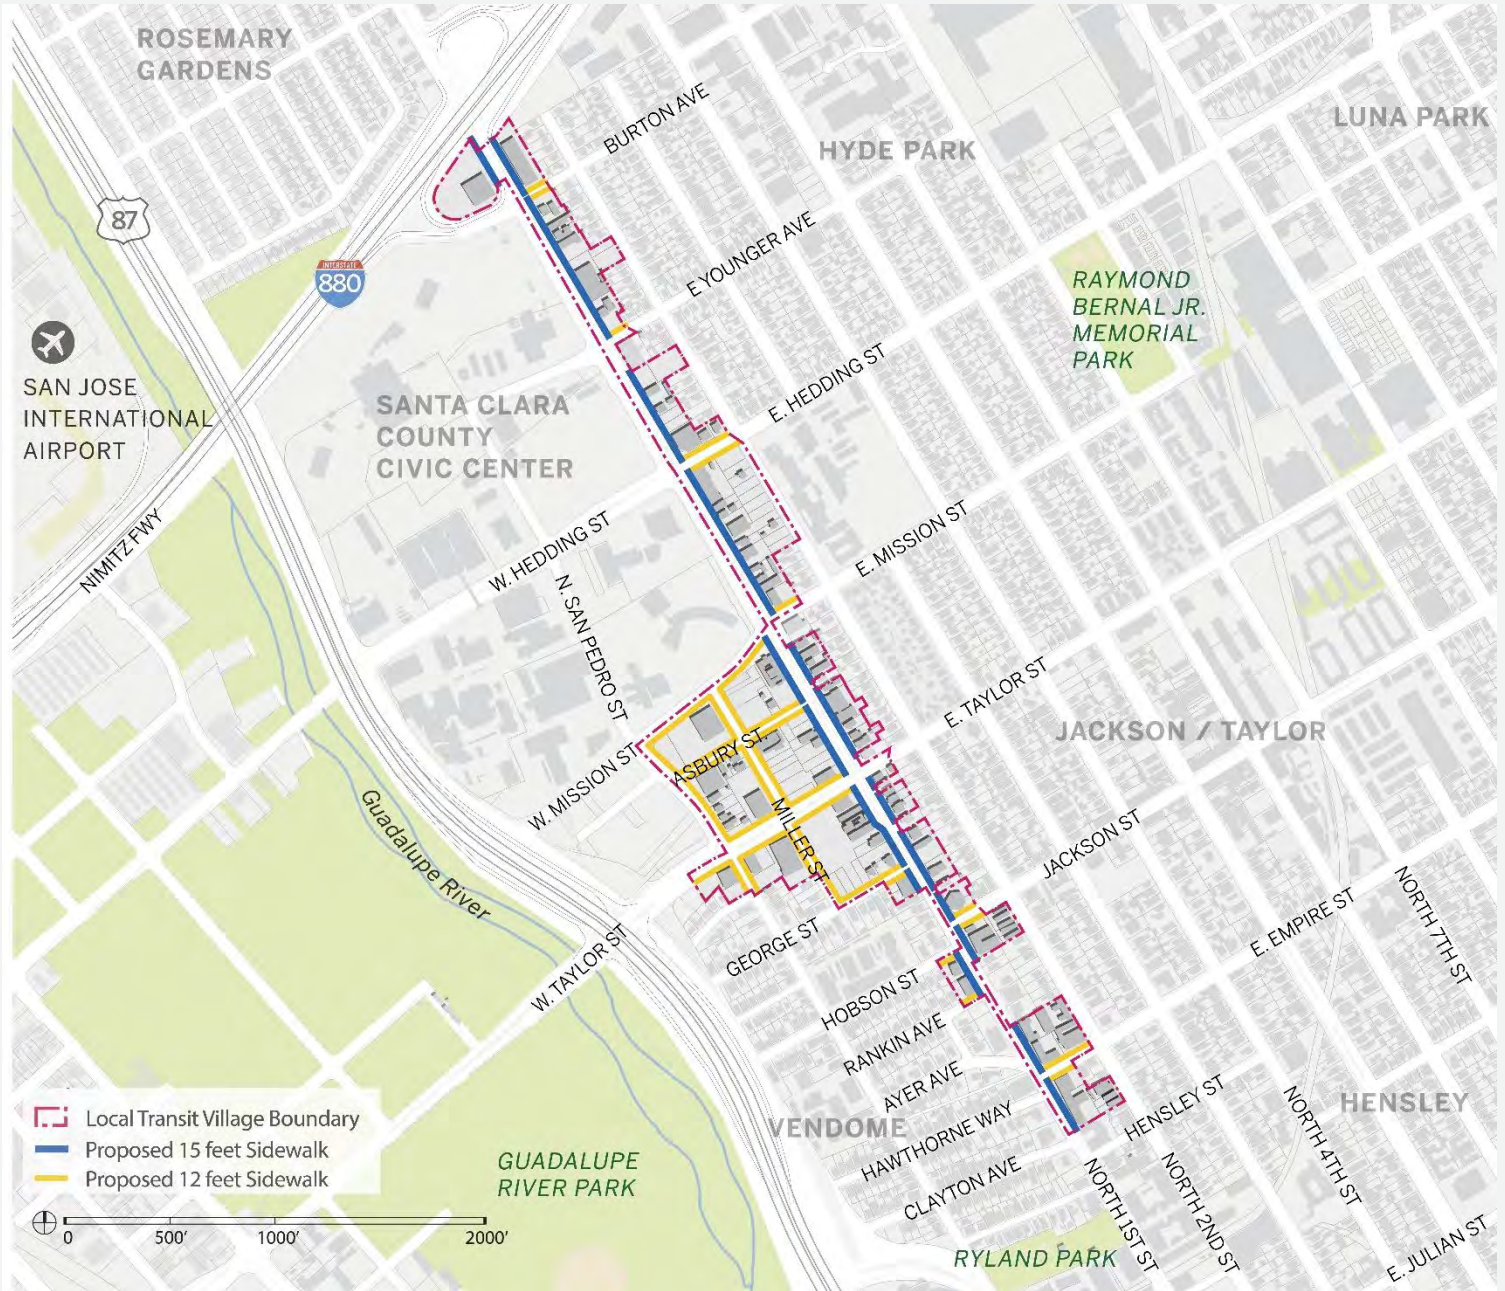 ROSEMARY
GARDENS
BURTON AVE
HYDE PARK
LUNA PARK
87
INTERSTATE
880
E YOUNGER AVE
RAYMOND
BERNAL JR.
MEMORIAL
PARK
SAN JOSE
INTERNATIONAL
AIRPORT
SANTA CLARA
COUNTY
CIVIC CENTER
E. HEDDING ST
NIMITZ FWY
W. HEDDING ST
E. MISSION ST
N. SAN PEDRO ST
E. TAYLOR ST
JACKSON / TAYLOR
W. MISSION ST
ASBURY ST.
MILLER ST
Guadalupe River
JACKSON ST
NORTH 7TH ST
E. EMPIRE ST
GEORGE ST
W. TAYLOR ST
HOBSON ST
RANKIN AVE
AYER AVE
HAWTHORNE WAY
CLAYTON AVE
VENDOME
HENSLEY ST
HENSLEY
NORTH 4TH ST
NORTH 1ST ST
NORTH 2ND ST
E. JULIAN ST
GUADALUPE
RIVER PARK
RYLAND PARK
Local Transit Village Boundary
Proposed 15 feet Sidewalk
Proposed 12 feet Sidewalk
0 500' 1000' 2000'